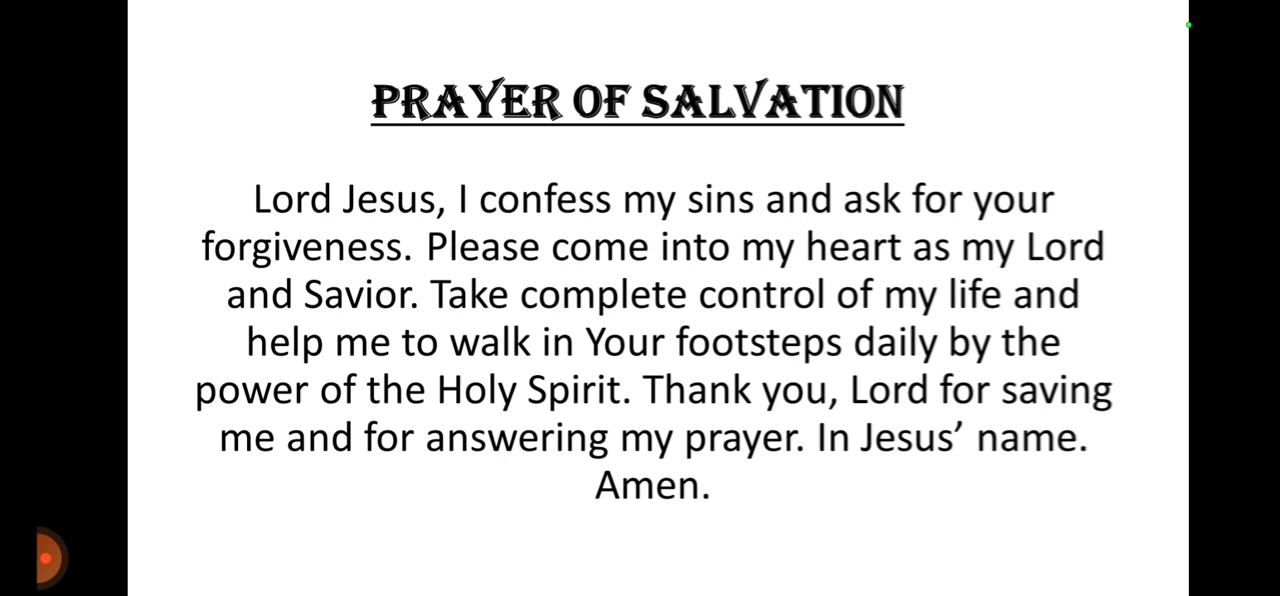 PRAYER OF SALVATION
Lord Jesus, I confess my sins and ask for your
forgiveness. Please come into my heart as my Lord
and Savior. Take complete control of my life and
help me to walk in Your footsteps daily by the
power of the Holy Spirit. Thank you, Lord for saving
me and for answering my prayer. In Jesus’ name.
Amen.